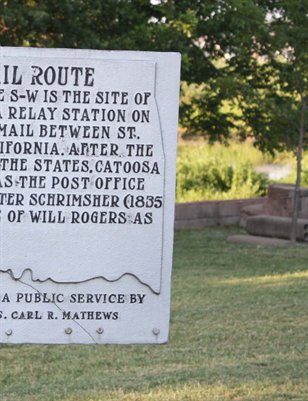 IL ROUTE
E S-W IS THE SITE OF
A RELAY STATION ON
MAIL BETWEEN ST.
LIFORNIA. AFTER THE
THE STATES, CATOOSA
AS THE POST OFFICE
TER SCHRIMSHER (1835
E OF WILL ROGERS AS
A PUBLIC SERVICE BY
S. CARL R. MATHEWS